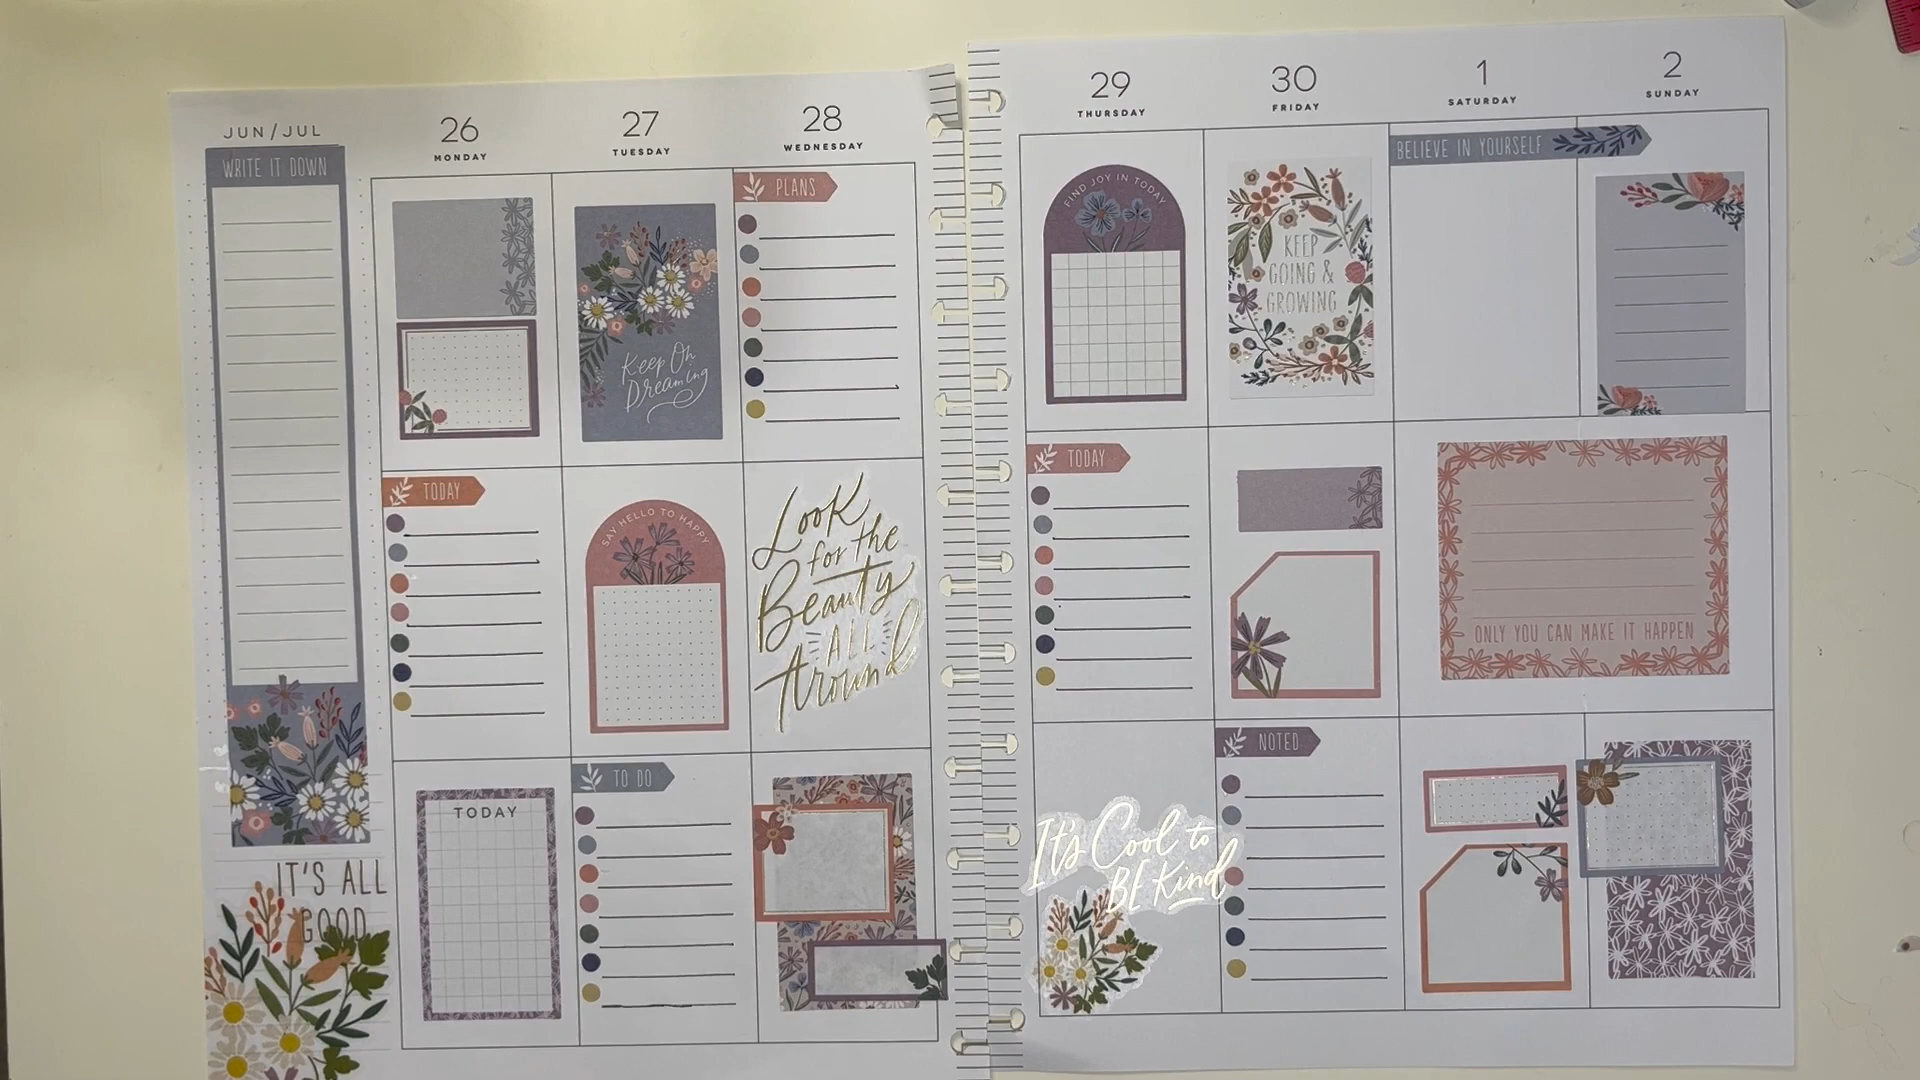 JUN/JUL
WRITE IT DOWN
IT'S ALL
GOOD
26
MONDAY
27
TUESDAY
28
WEDNESDAY
Keep On
Dreaming
PLANS
TODAY
SAY HELLO TO HAPPY
Look
for the
Beauty
ALL
Around
TODAY
TO DO
29
THURSDAY
30
FRIDAY
1
SATURDAY
2
SUNDAY
FIND JOY IN TODAY
KEEP
GOING &
GROWING
BELIEVE IN YOURSELF
TODAY
ONLY YOU CAN MAKE IT HAPPEN
It's Cool to
BE Kind
NOTED